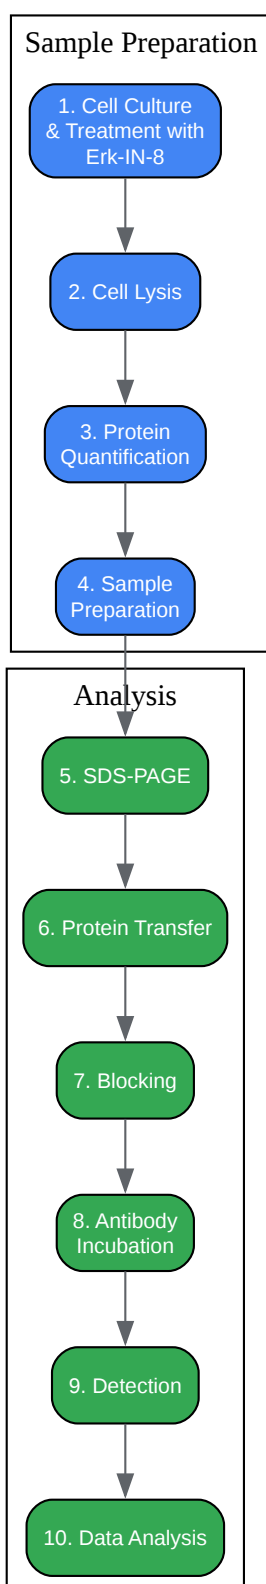 Sample Preparation
1. Cell Culture
& Treatment with
Erk-IN-8
2. Cell Lysis
3. Protein
Quantification
4. Sample
Preparation
Analysis
5. SDS-PAGE
6. Protein Transfer
7. Blocking
8. Antibody
Incubation
9. Detection
10. Data Analysis